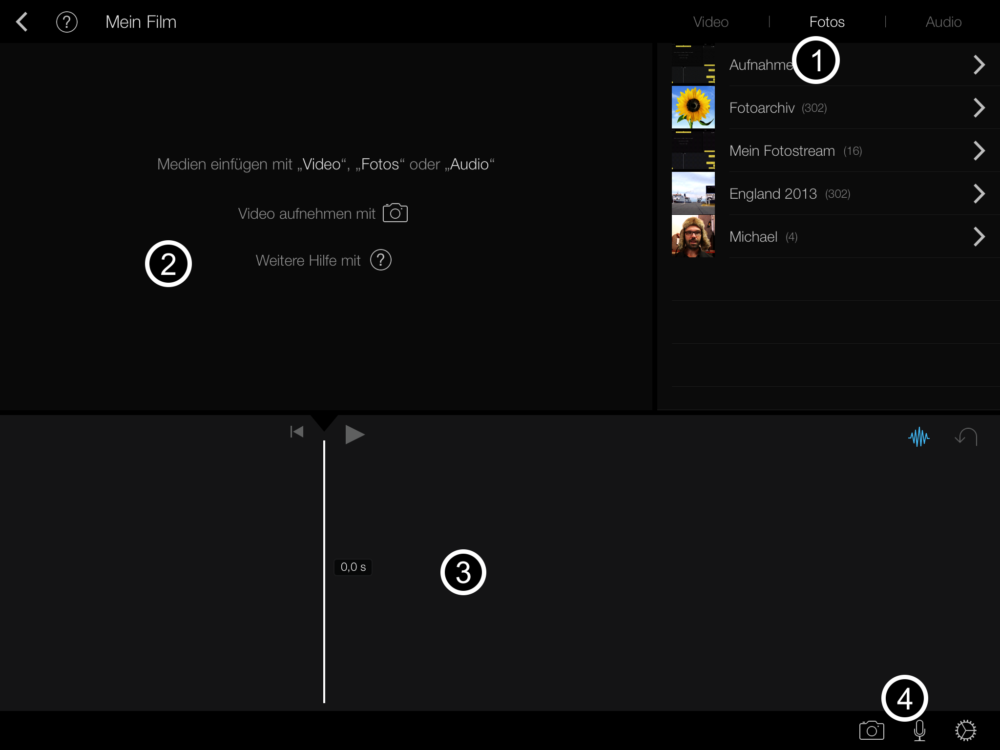 ?
Mein Film
Video
Fotos
Audio
1
Aufnahme
Fotoarchiv (302)
Mein Fotostream (16)
England 2013 (302)
Michael (4)
Medien einfügen mit „Video“, „Fotos“ oder „Audio“
Video aufnehmen mit
Weitere Hilfe mit ?
2
0,0 s
3
4